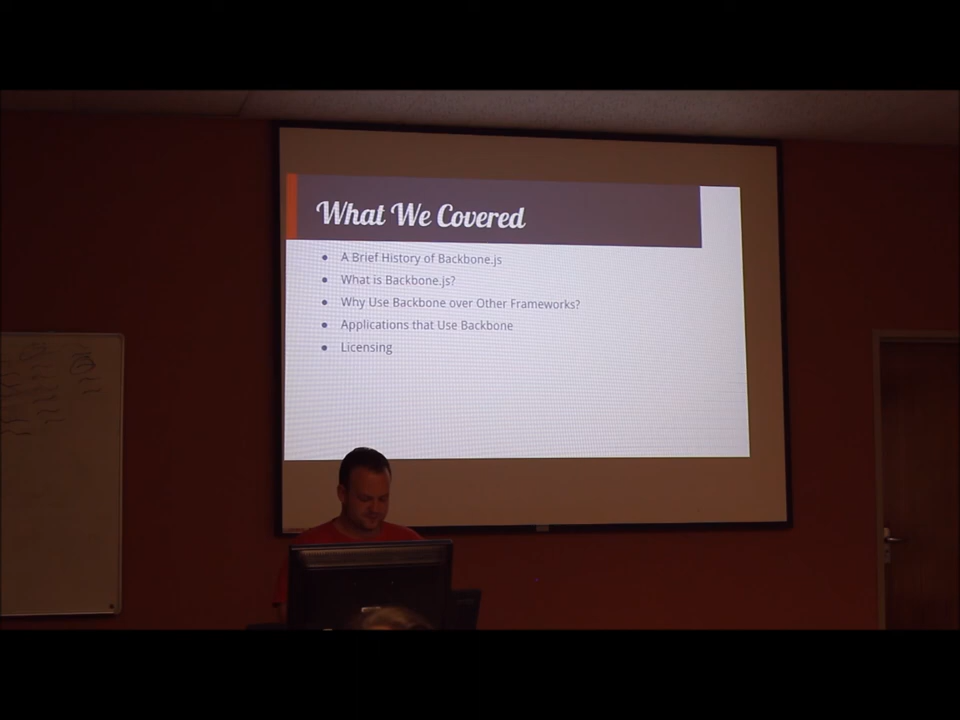 What We Covered
A Brief History of Backbone.js
What is Backbone.js?
Why Use Backbone over Other Frameworks?
Applications that Use Backbone
Licensing